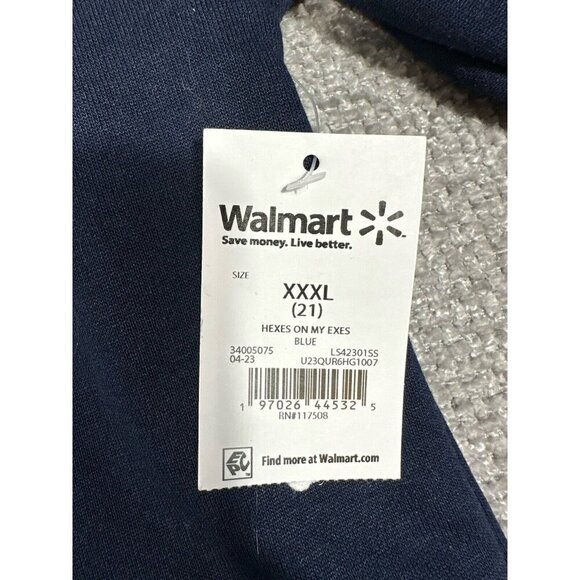 Walmart
Save money. Live better.
SIZE
XXXL
(21)
HEXES ON MY EXES
BLUE
34005075 LS42301SS
04-23 U23QUR6HG1007
1 97026 44532 5
RN#117508
EPC
Find more at Walmart.com